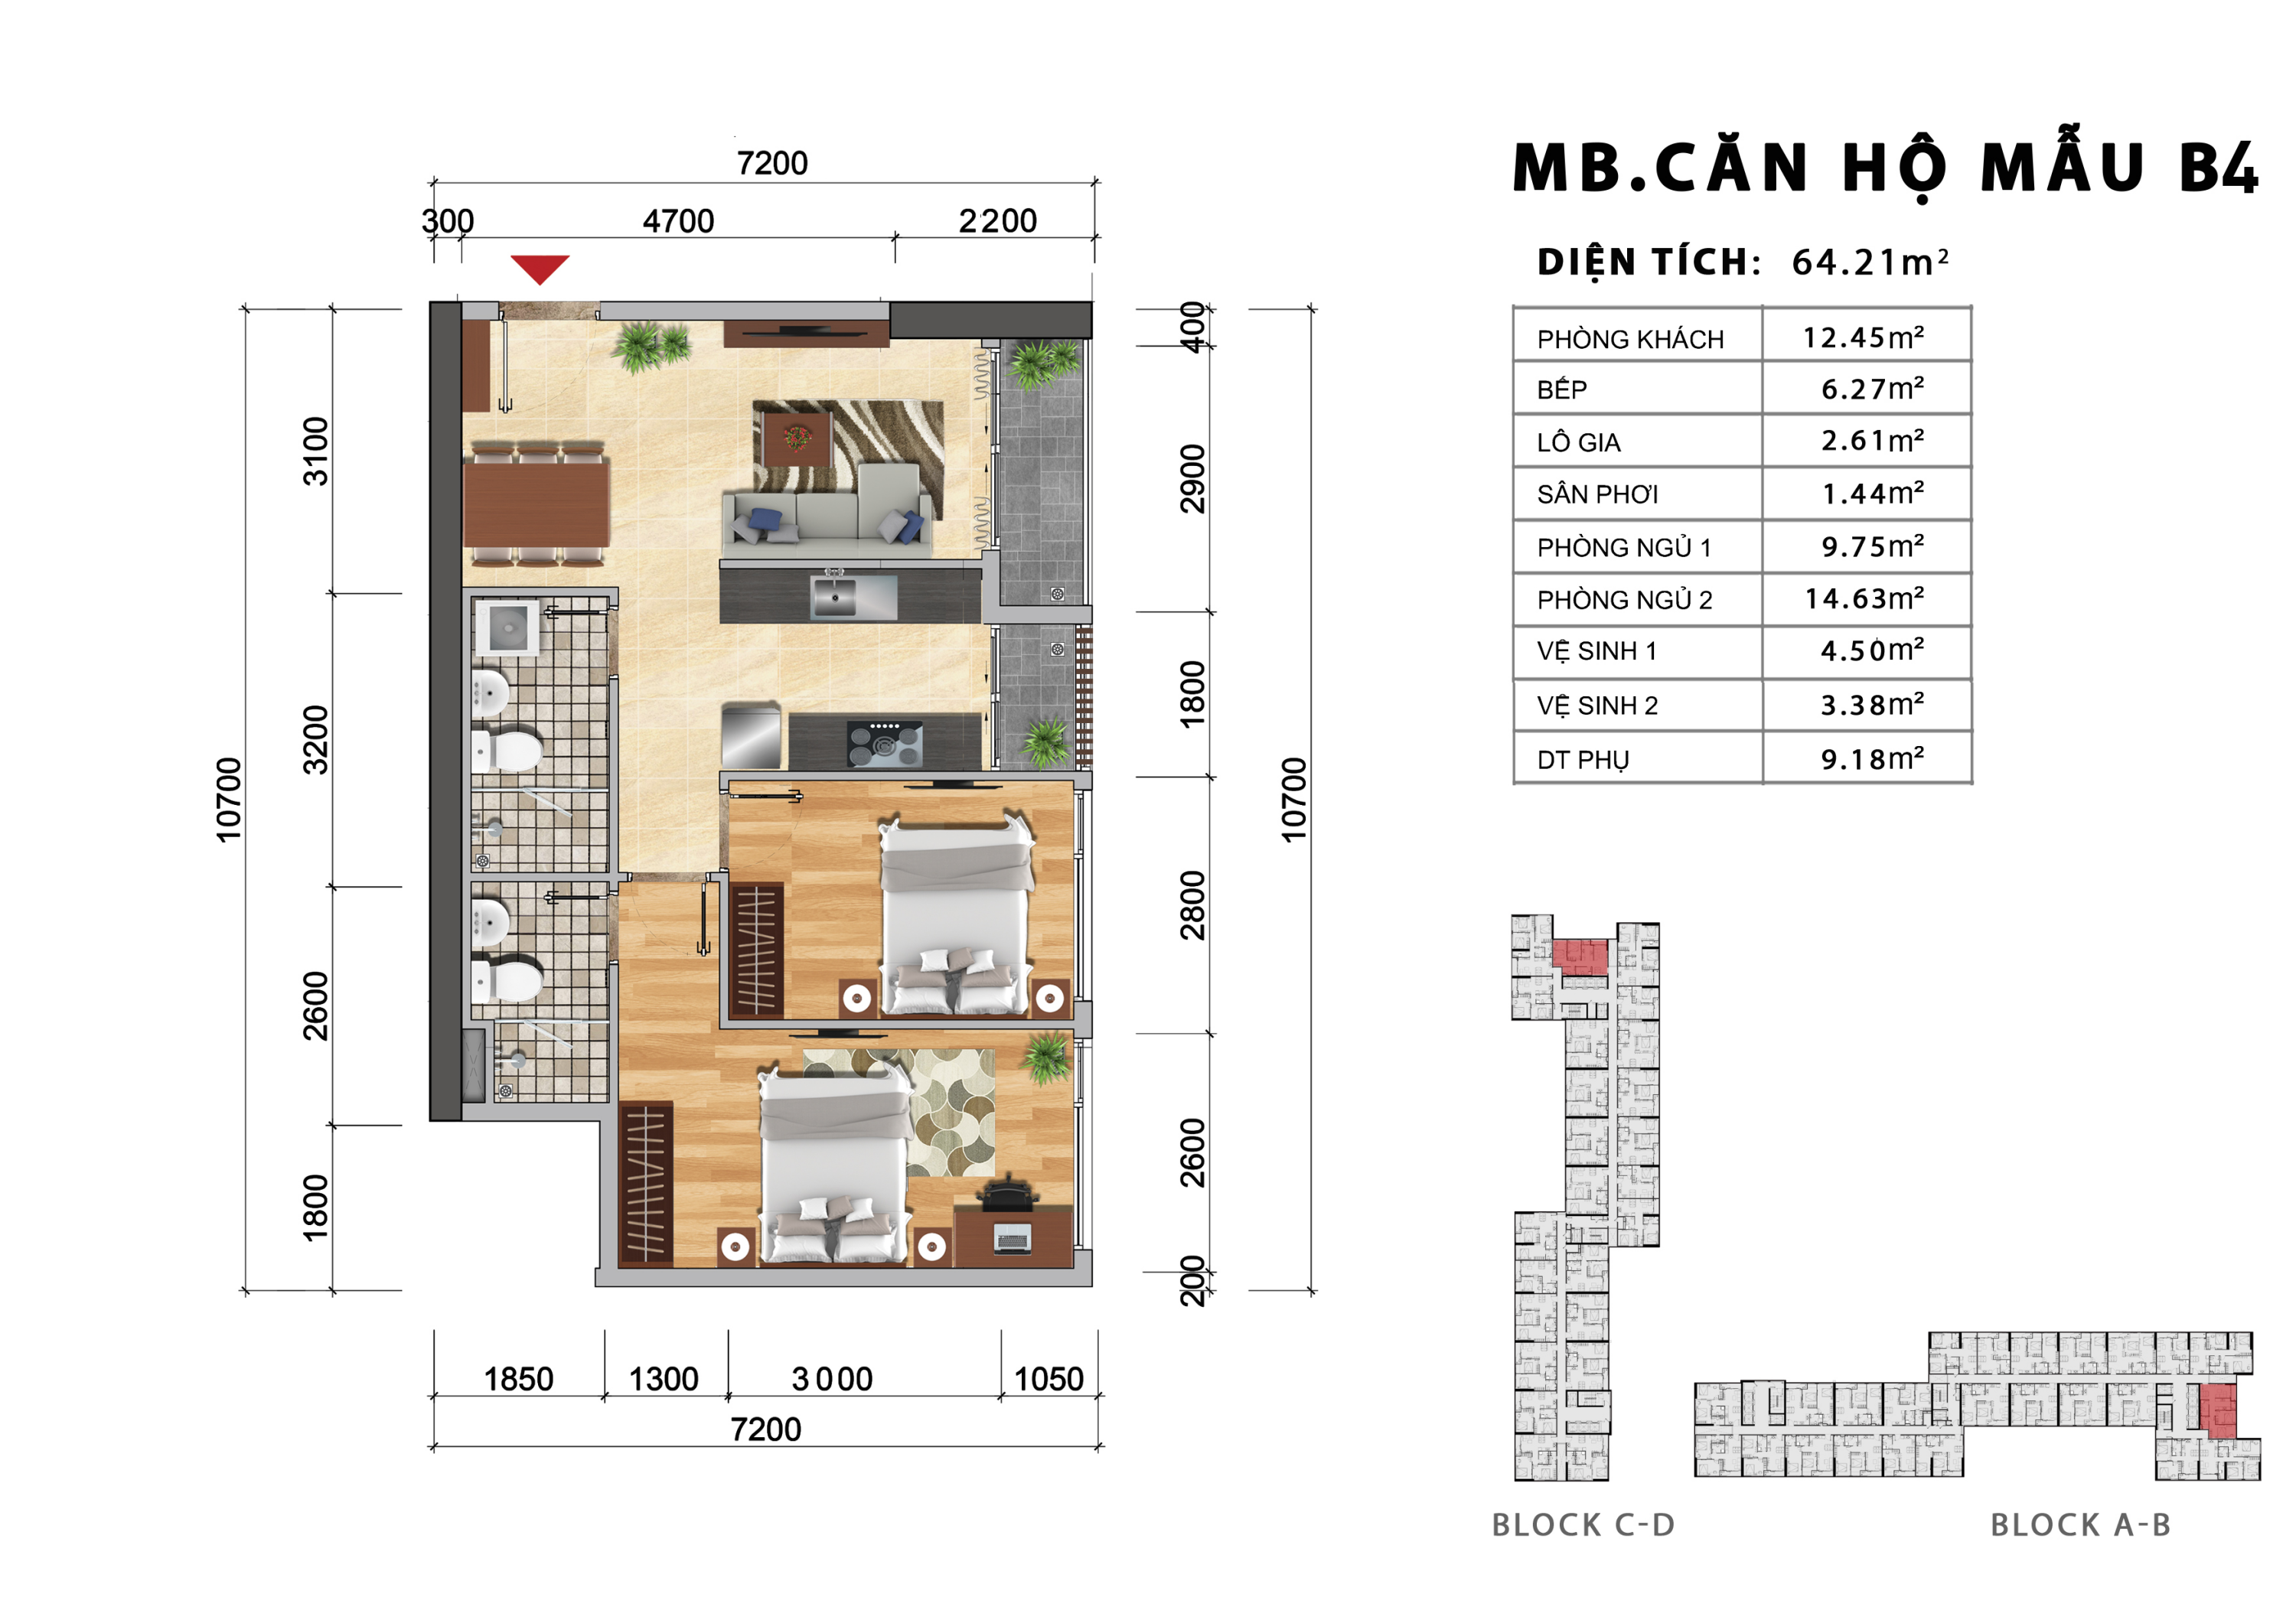 MB.CĂN HỘ MẪU B4
DIỆN TÍCH: 64.21m²
PHÒNG KHÁCH 12.45m²
BẾP 6.27m²
LÔ GIA 2.61m²
SÂN PHƠI 1.44m²
PHÒNG NGỦ 1 9.75m²
PHÒNG NGỦ 2 14.63m²
VỆ SINH 1 4.50m²
VỆ SINH 2 3.38m²
DT PHỤ 9.18m²
7200
300 4700 2200
10700
3100
3200
2600
1800
400
2900
1800
2800
2600
200
10700
1850 1300 3000 1050
7200
BLOCK C-D
BLOCK A-B